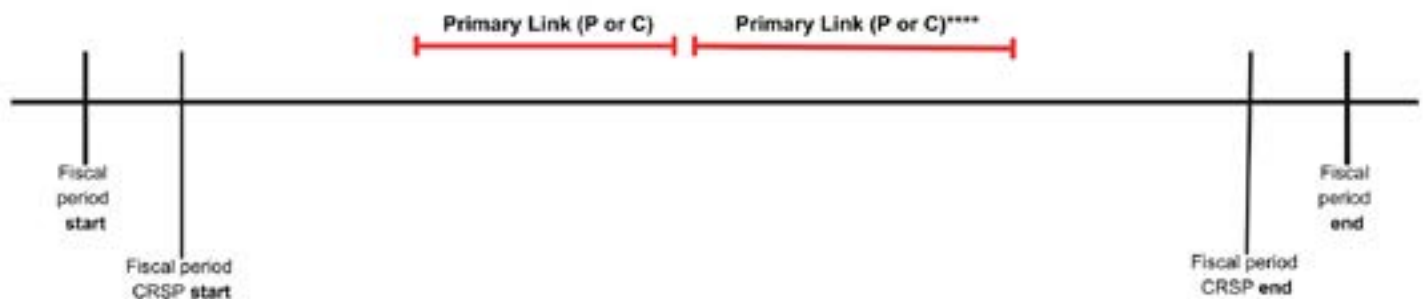 Primary Link (P or C)
Primary Link (P or C)****
Fiscal
period
start
Fiscal period
CRSP start
Fiscal period
CRSP end
Fiscal
period
end